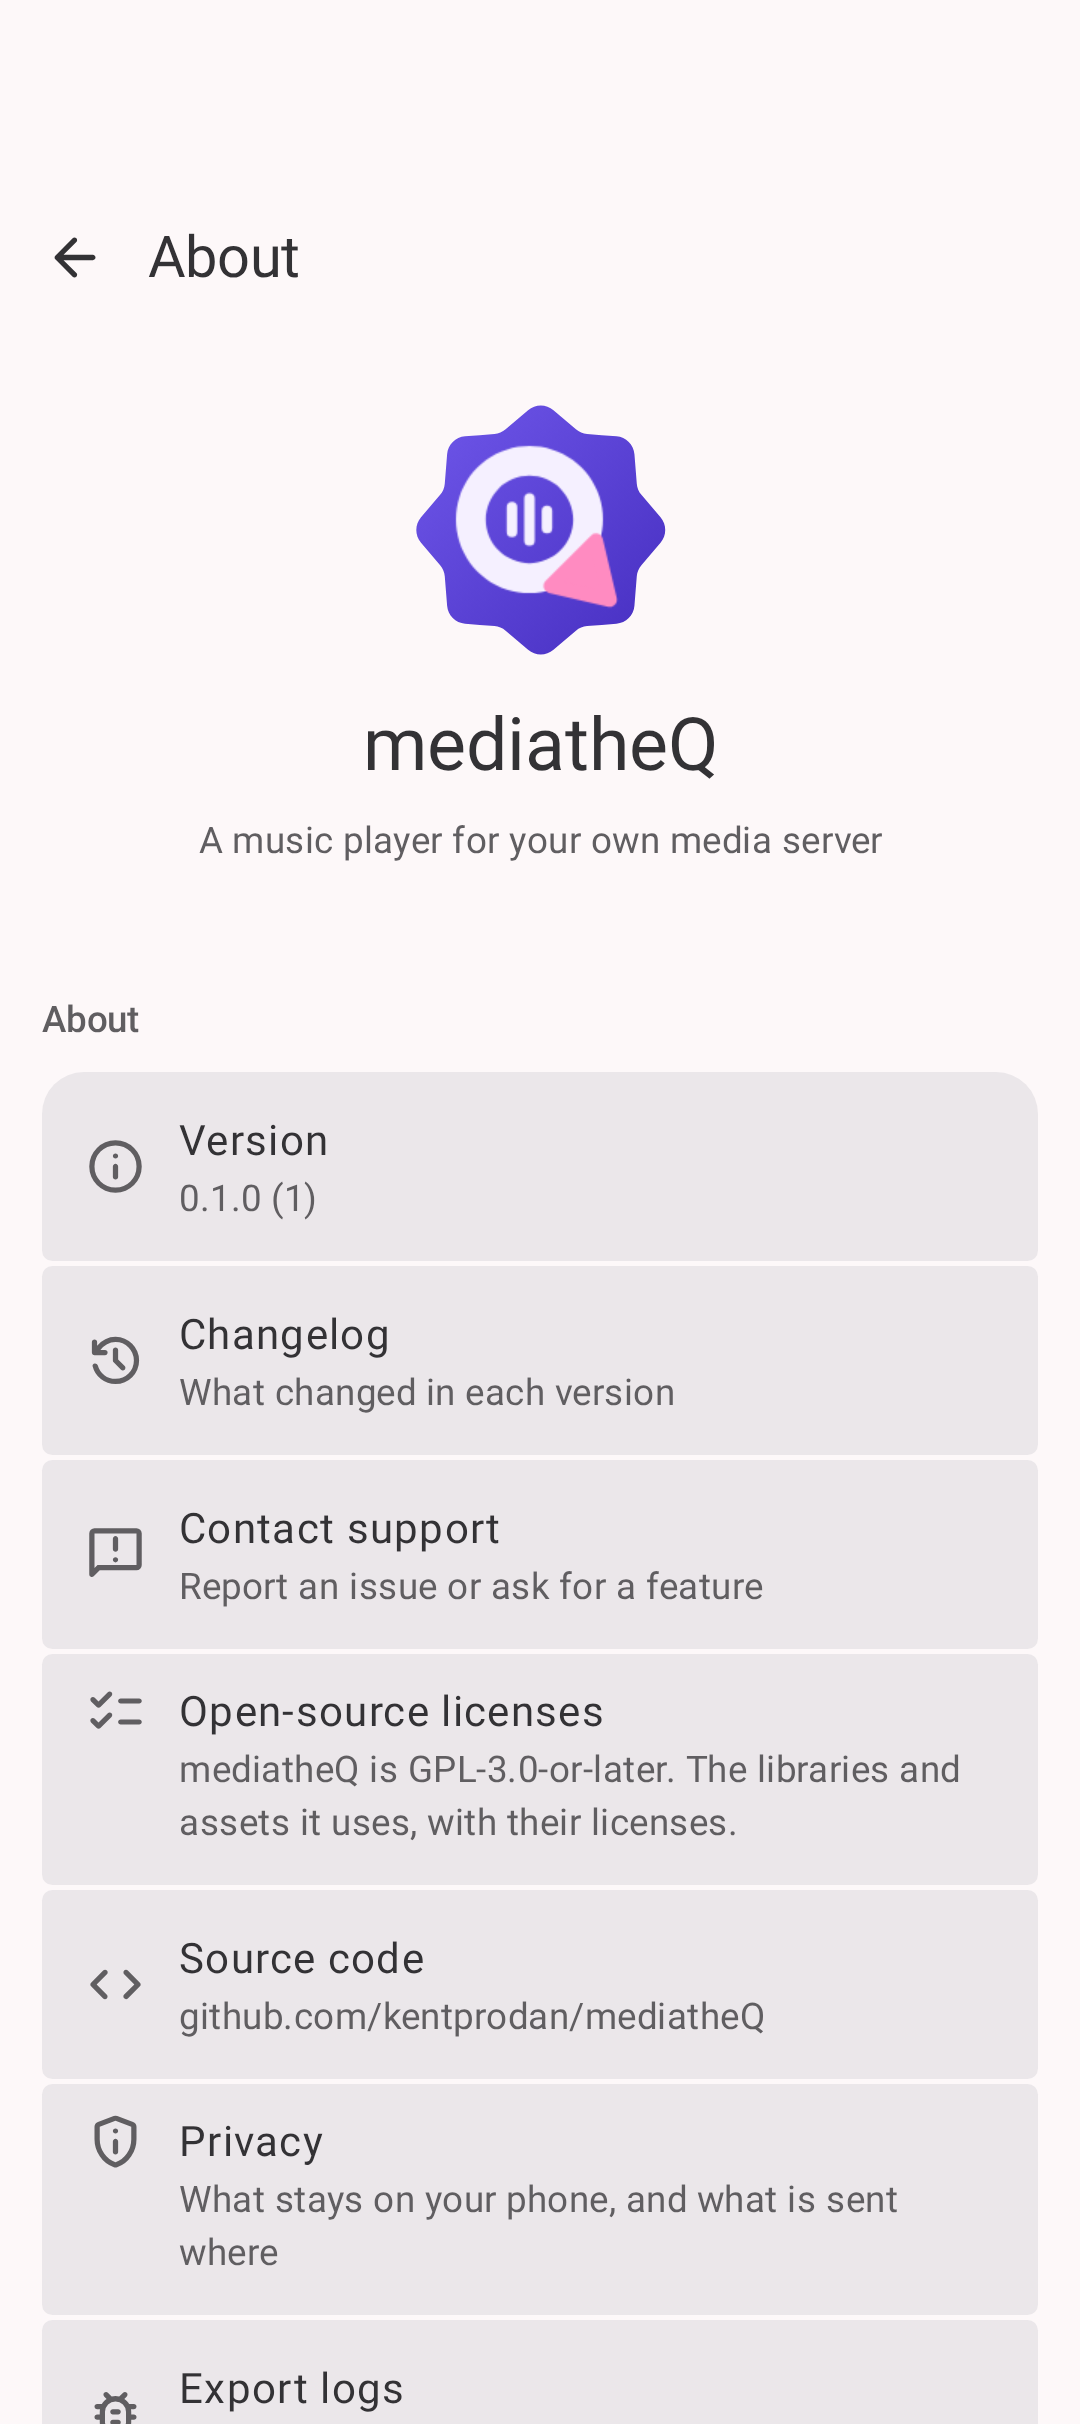 About
mediatheQ
A music player for your own media server
About
Version
0.1.0 (1)
Changelog
What changed in each version
Contact support
Report an issue or ask for a feature
Open-source licenses
mediatheQ is GPL-3.0-or-later. The libraries and
assets it uses, with their licenses.
Source code
github.com/kentprodan/mediatheQ
Privacy
What stays on your phone, and what is sent
where
Export logs